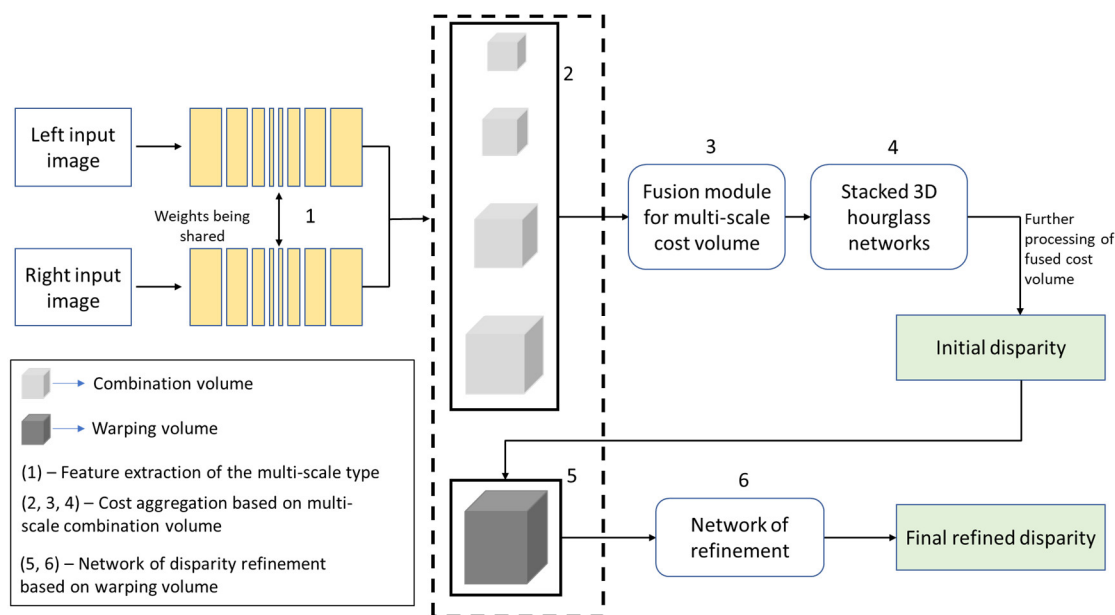 Left input
image
Weights being
shared
1
Right input
image
2
3
Fusion module
for multi-scale
cost volume
4
Stacked 3D
hourglass
networks
Further
processing of
fused cost
volume
Initial disparity
5
6
Network of
refinement
Final refined disparity
Combination volume
Warping volume
(1) – Feature extraction of the multi-scale type
(2, 3, 4) – Cost aggregation based on multi-
scale combination volume
(5, 6) – Network of disparity refinement
based on warping volume